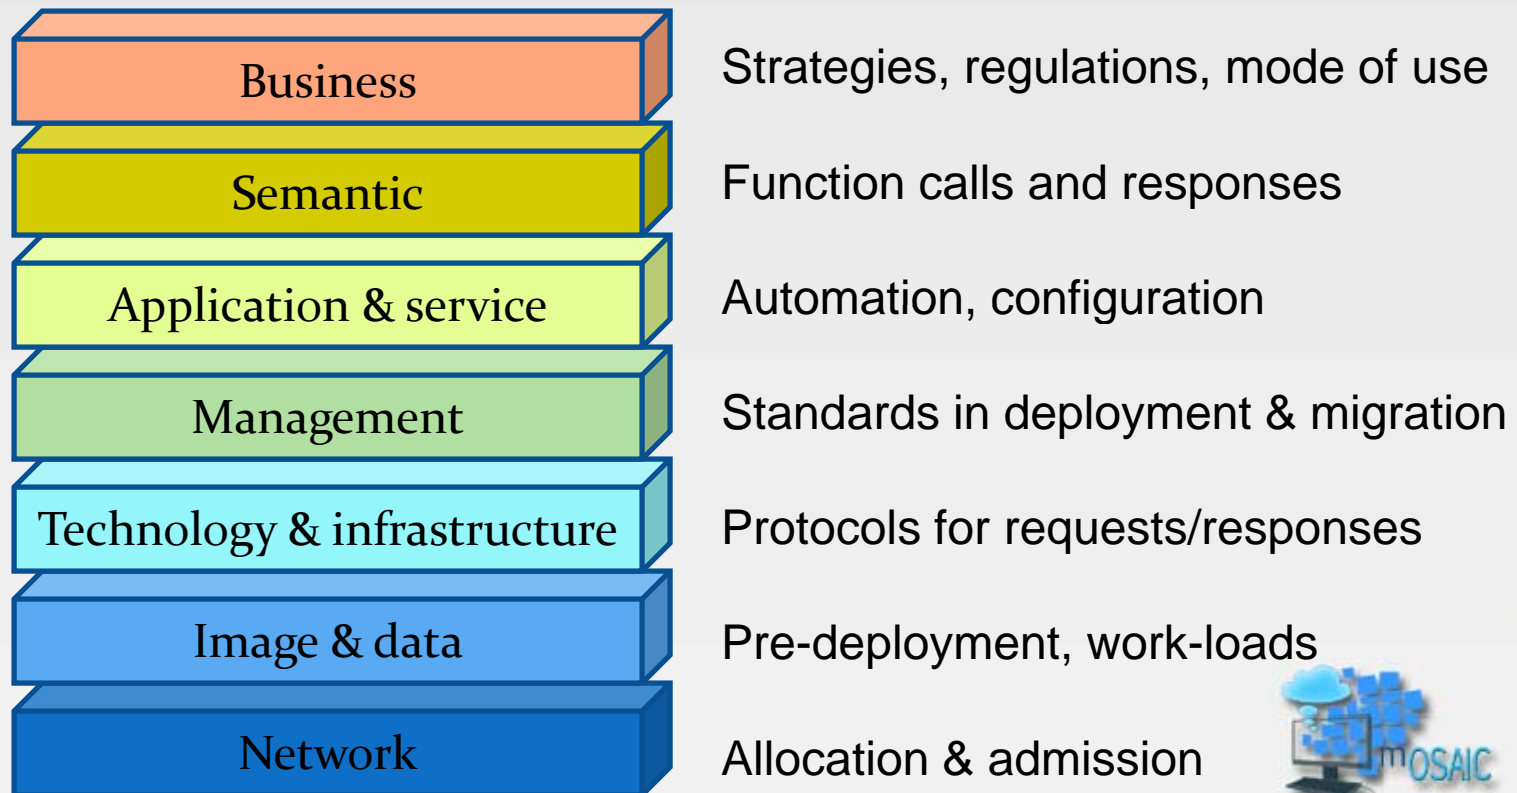 Business Strategies, regulations, mode of use
Semantic Function calls and responses
Application & service Automation, configuration
Management Standards in deployment & migration
Technology & infrastructure Protocols for requests/responses
Image & data Pre-deployment, work-loads
Network Allocation & admission
mOSAIC